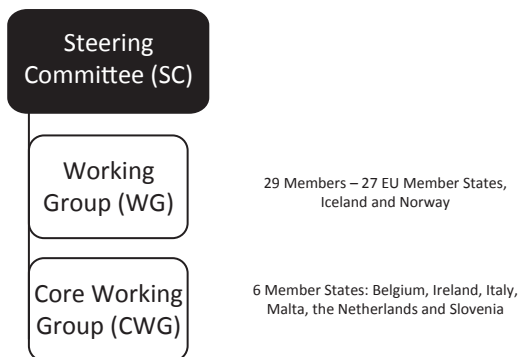 Steering
Committee (SC)
Working
Group (WG)
29 Members – 27 EU Member States,
Iceland and Norway
Core Working
Group (CWG)
6 Member States: Belgium, Ireland, Italy,
Malta, the Netherlands and Slovenia